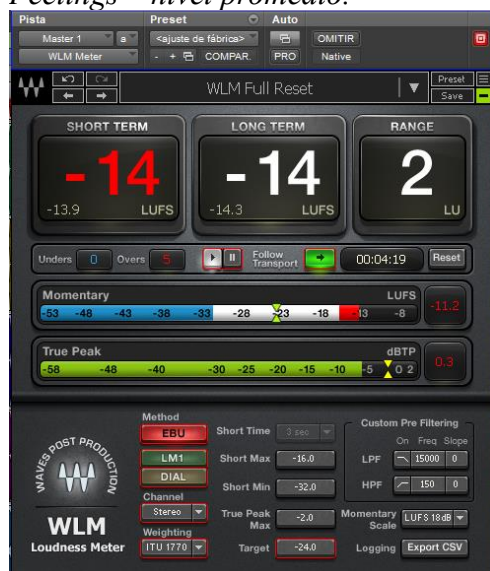 Feelings – nivel promedio.
Pista Preset Auto
Master 1 a <ajuste de fábrica> OMITIR
WLM Meter - + COMPAR. PRO Native
WLM Full Reset Preset
Save
SHORT TERM LONG TERM RANGE
-14 -14 2
-13.9 LUFS -14.3 LUFS LU
Unders 0 Overs 5 Follow Transport 00:04:19 Reset
Momentary LUFS
-53 -48 -43 -38 -33 -28 -23 -18 -13 -8 -11.2
True Peak dBTP
-58 -48 -40 -30 -25 -20 -15 -10 -5 0 2 0.3
Method Custom Pre Filtering
EBU Short Time 3 sec On Freq Slope
LM1 Short Max -16.0 LPF 15000 0
DIAL Short Min -32.0 HPF 150 0
Channel
Stereo True Peak Max -2.0 Momentary Scale LUFS 18dB
Weighting
ITU 1770 Target -24.0 Logging Export CSV
WAVES POST PRODUCTION
WLM
Loudness Meter